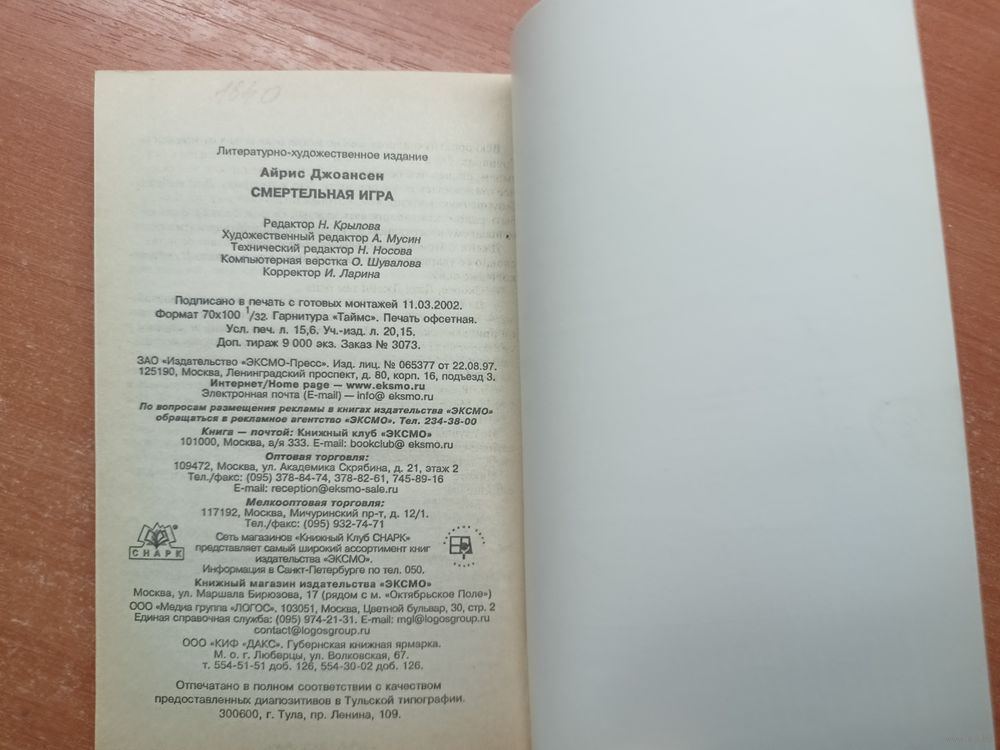 1840
Литературно-художественное издание
Айрис Джоансен
СМЕРТЕЛЬНАЯ ИГРА
Редактор Н. Крылова
Художественный редактор А. Мусин
Технический редактор Н. Носова
Компьютерная верстка О. Шувалова
Корректор И. Ларина
Подписано в печать с готовых монтажей 11.03.2002.
Формат 70x100 1/32. Гарнитура «Таймс». Печать офсетная.
Усл. печ. л. 15,6. Уч.-изд. л. 20,15.
Доп. тираж 9 000 экз. Заказ № 3073.
ЗАО «Издательство «ЭКСМО-Пресс». Изд. лиц. № 065377 от 22.08.97.
125190, Москва, Ленинградский проспект, д. 80, корп. 16, подъезд 3.
Интернет/Home page — www.eksmo.ru
Электронная почта (E-mail) — info@ eksmo.ru
По вопросам размещения рекламы в книгах издательства «ЭКСМО»
обращаться в рекламное агентство «ЭКСМО». Тел. 234-38-00
Книга — почтой: Книжный клуб «ЭКСМО»
101000, Москва, а/я 333. E-mail: bookclub@ eksmo.ru
Оптовая торговля:
109472, Москва, ул. Академика Скрябина, д. 21, этаж 2
Тел./факс: (095) 378-84-74, 378-82-61, 745-89-16
E-mail: reception@eksmo-sale.ru
Мелкооптовая торговля:
117192, Москва, Мичуринский пр-т, д. 12/1.
Тел./факс: (095) 932-74-71
СНАРК
Сеть магазинов «Книжный Клуб СНАРК»
представляет самый широкий ассортимент книг
издательства «ЭКСМО».
Информация в Санкт-Петербурге по тел. 050.
Книжный магазин издательства «ЭКСМО»
Москва, ул. Маршала Бирюзова, 17 (рядом с м. «Октябрьское Поле»)
ООО «Медиа группа «ЛОГОС». 103051, Москва, Цветной бульвар, 30, стр. 2
Единая справочная служба: (095) 974-21-31. E-mail: mgl@logosgroup.ru
contact@logosgroup.ru
ООО «КИФ «ДАКС». Губернская книжная ярмарка.
М. о. г. Люберцы, ул. Волковская, 67.
т. 554-51-51 доб. 126, 554-30-02 доб. 126.
Отпечатано в полном соответствии с качеством
предоставленных диапозитивов в Тульской типографии.
300600, г. Тула, пр. Ленина, 109.